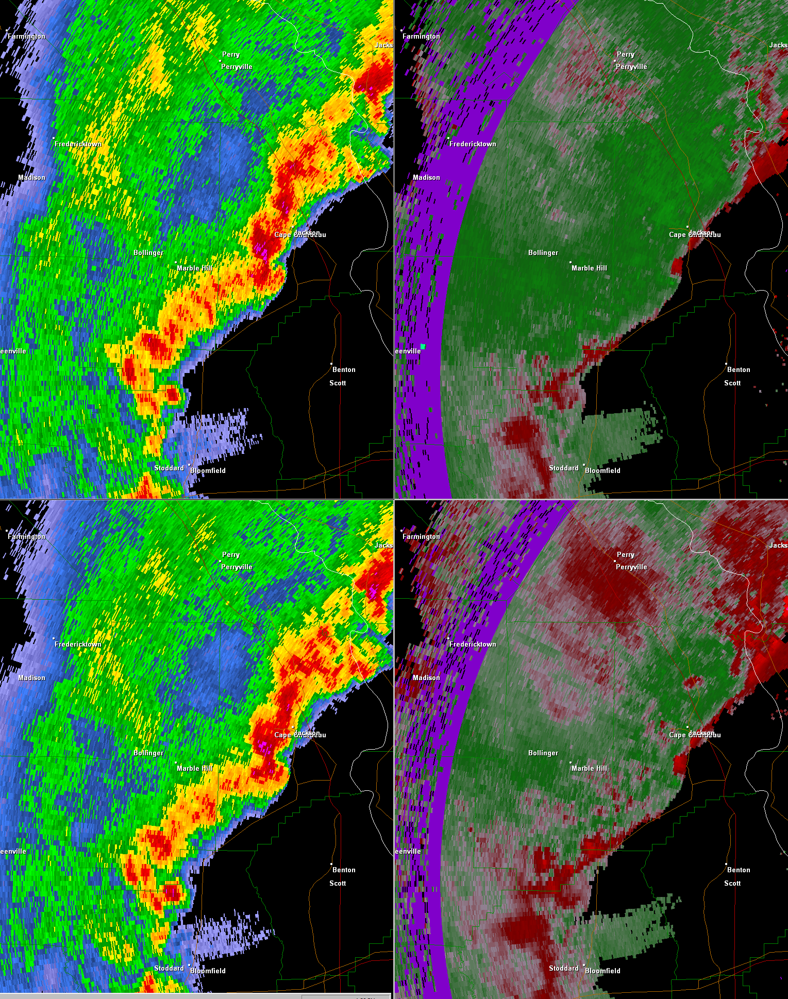 Farmington
Jacks
Perry
Perryville
Fredericktown
Madison
Jackson
Cape Girardeau
Bollinger
Marble Hill
eenville
Benton
Scott
Stoddard
Bloomfield
Farmington
Jacks
Perry
Perryville
Fredericktown
Madison
Jackson
Cape Girardeau
Bollinger
Marble Hill
eenville
Benton
Scott
Stoddard
Bloomfield
Farmington
Jacks
Perry
Perryville
Fredericktown
Madison
Jackson
Cape Girardeau
Bollinger
Marble Hill
eenville
Benton
Scott
Stoddard
Bloomfield
Farmington
Jacks
Perry
Perryville
Fredericktown
Madison
Jackson
Cape Girardeau
Bollinger
Marble Hill
eenville
Benton
Scott
Stoddard
Bloomfield